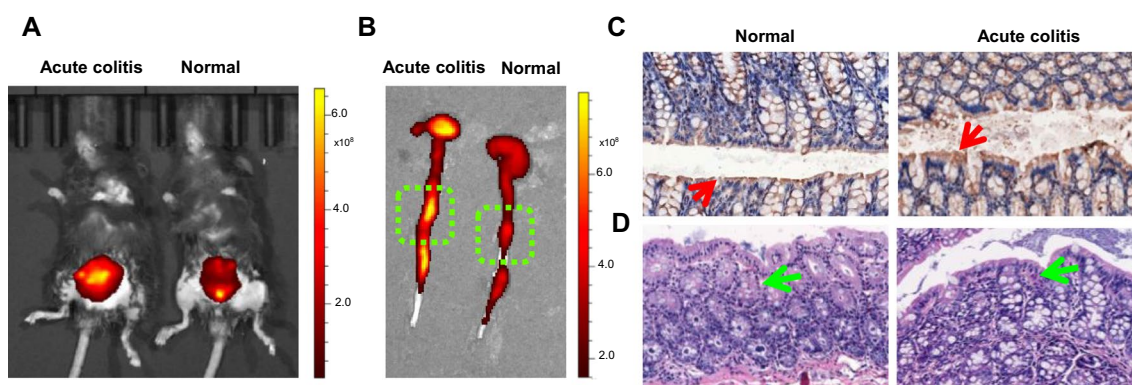 A
Acute colitis Normal
6.0
x10⁸
4.0
2.0
B
Acute colitis Normal
x10⁸
6.0
4.0
2.0
C
Normal Acute colitis
D